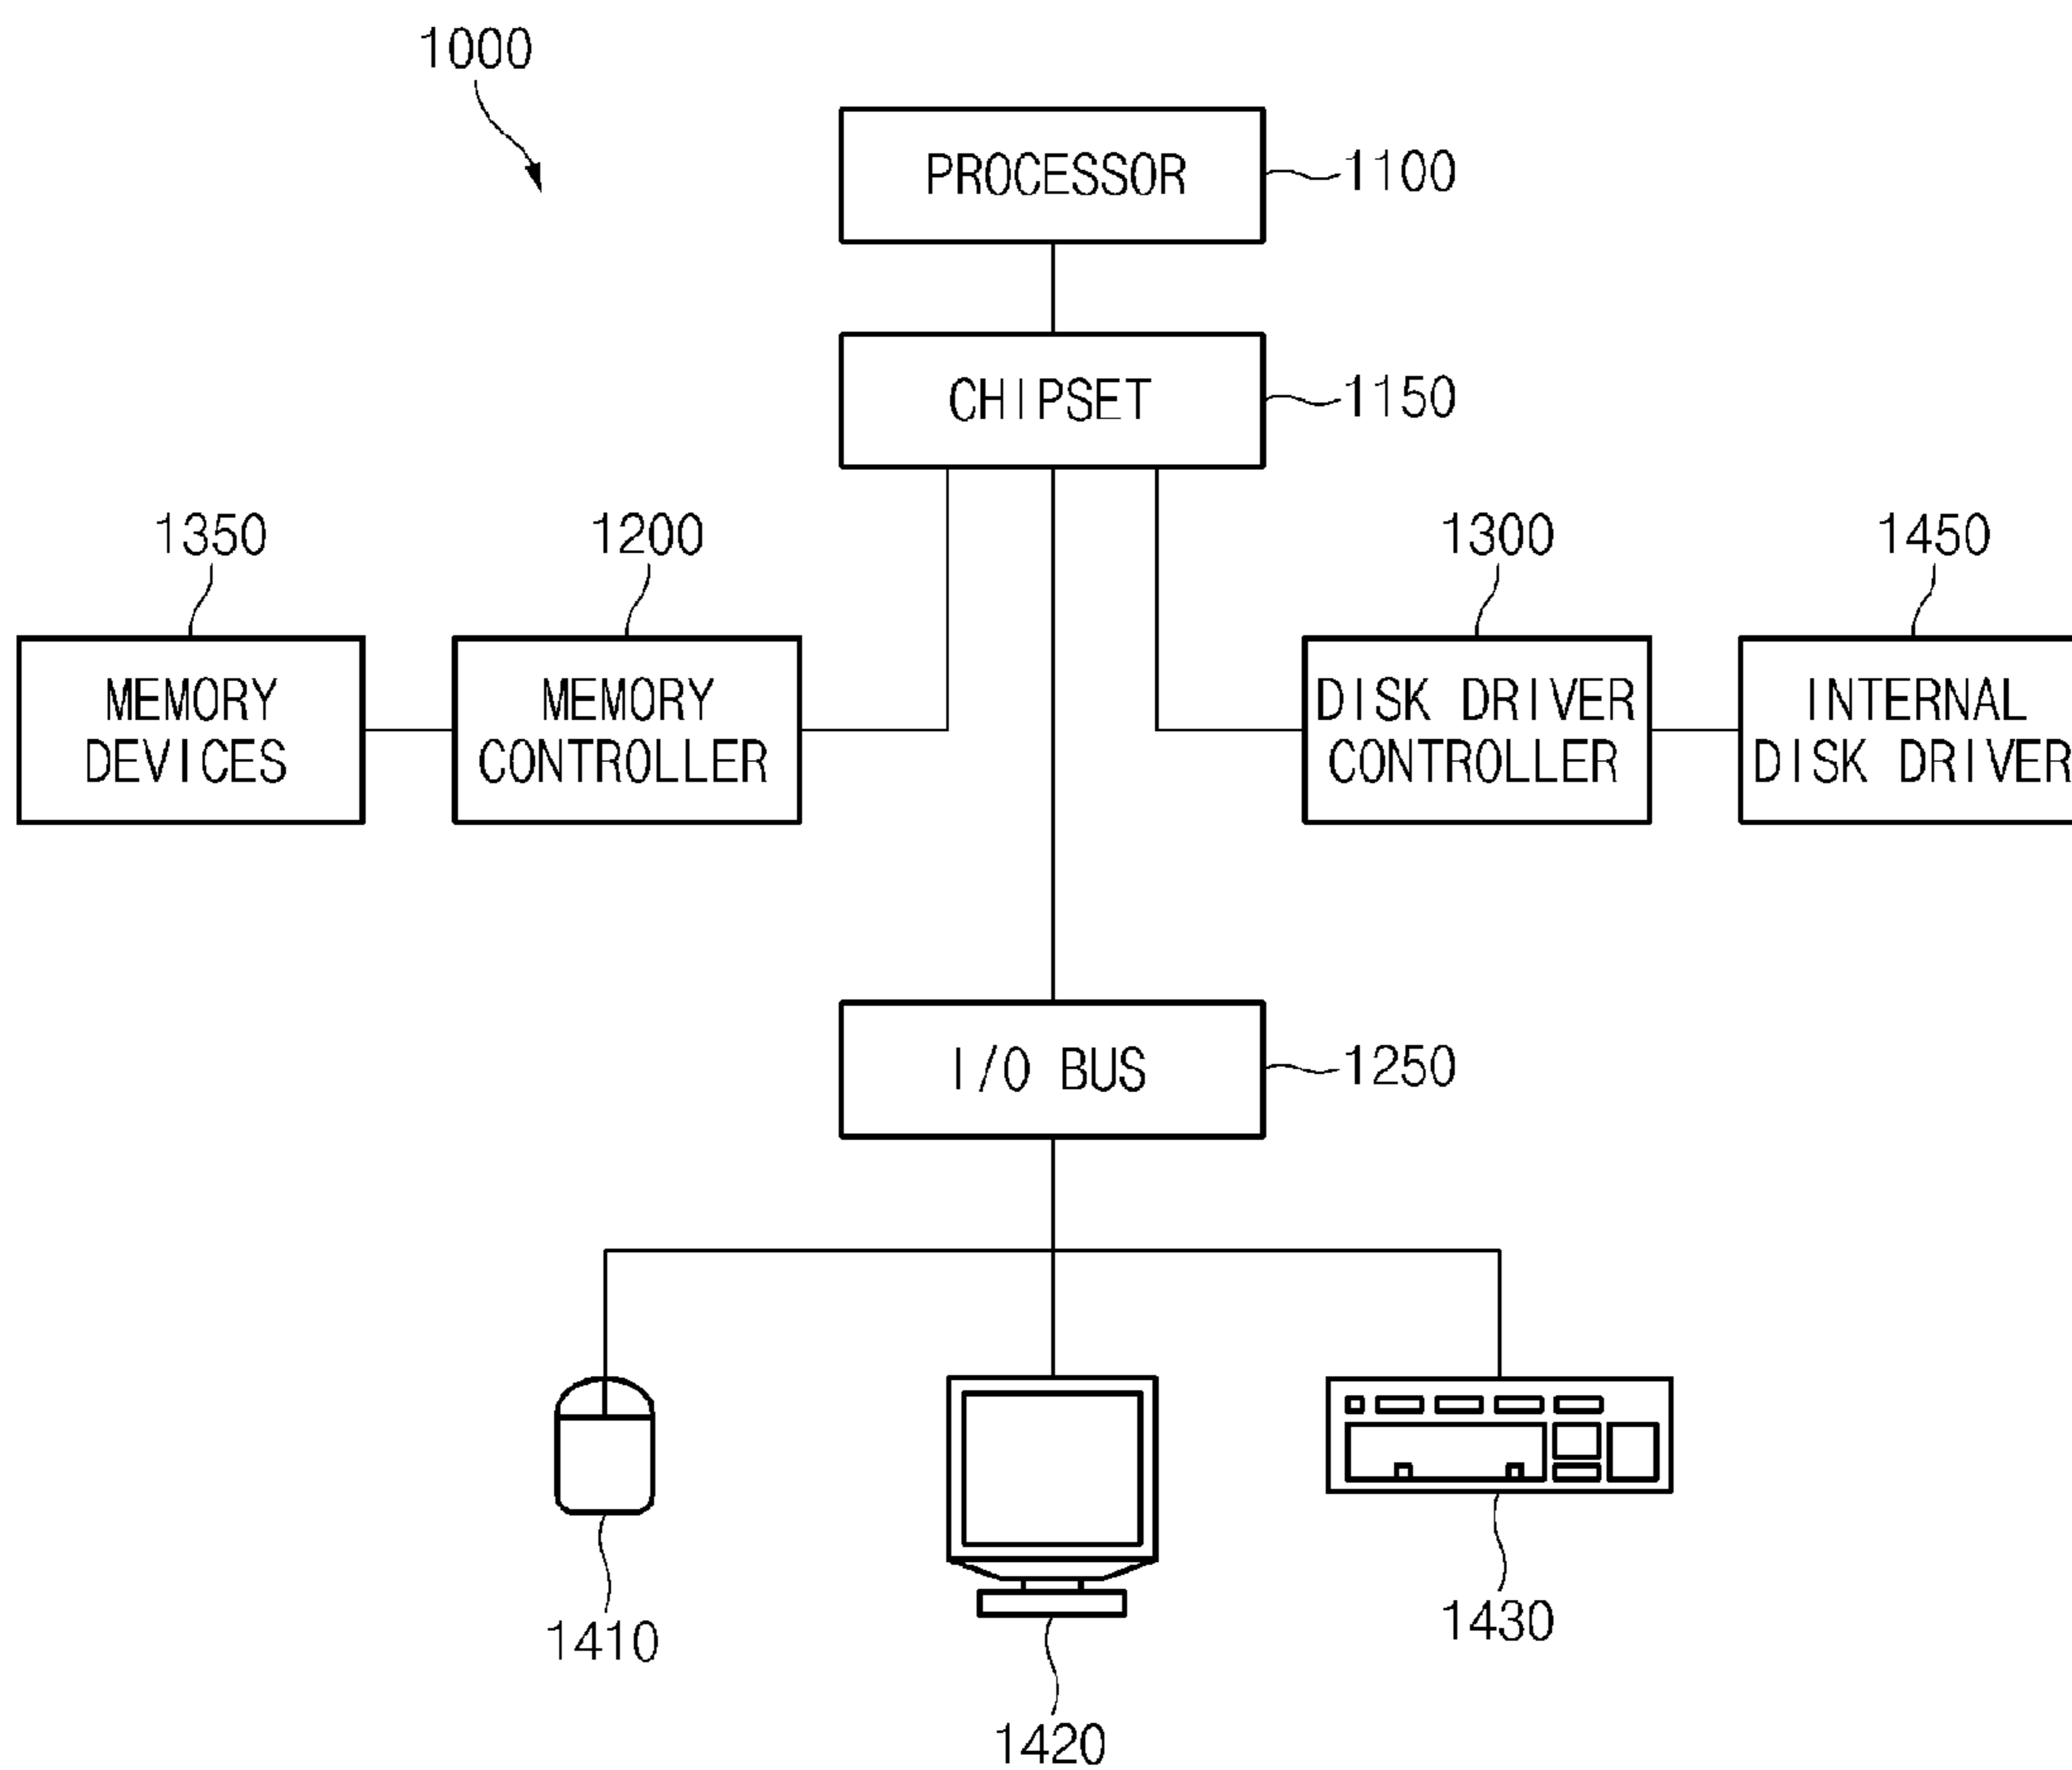 1000
PROCESSOR
1100
CHIPSET
1150
1350
1200
1300
1450
MEMORY
DEVICES
MEMORY
CONTROLLER
DISK DRIVER
CONTROLLER
INTERNAL
DISK DRIVER
I/O BUS
1250
1410
1420
1430